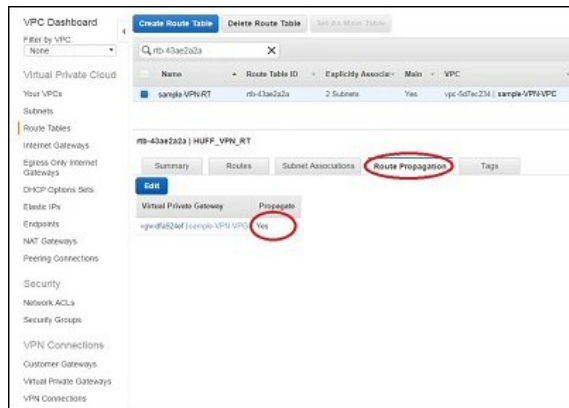 VPC Dashboard
Filter by VPC:
None
Virtual Private Cloud
Your VPCs
Subnets
Route Tables
Internet Gateways
Egress Only Internet
Gateways
DHCP Options Sets
Elastic IPs
Endpoints
NAT Gateways
Peering Connections
Security
Network ACLs
Security Groups
VPN Connections
Customer Gateways
Virtual Private Gateways
VPN Connections
Create Route Table Delete Route Table Set As Main Table
rtb-43ae2a2a X
Name Route Table ID Explicitly Associat Main VPC
sample-VPN-RT rtb-43ae2a2a 2 Subnets Yes vpc-5d7ec234 | sample-VPN-VPC
rtb-43ae2a2a | HUFF_VPN_RT
Summary Routes Subnet Associations Route Propagation Tags
Edit
Virtual Private Gateway Propagate
vgw-dfa924ef | sample-VPN-VPG Yes